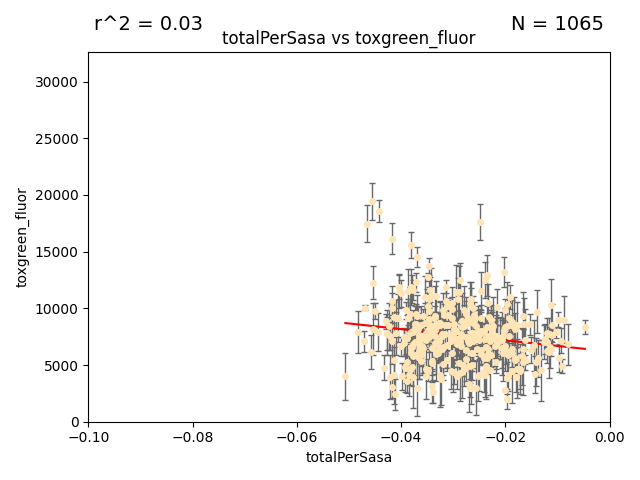 r^2 = 0.03
N = 1065
totalPerSasa vs toxgreen_fluor
30000
25000
20000
15000
10000
5000
0
toxgreen_fluor
−0.10
−0.08
−0.06
−0.04
−0.02
0.00
totalPerSasa